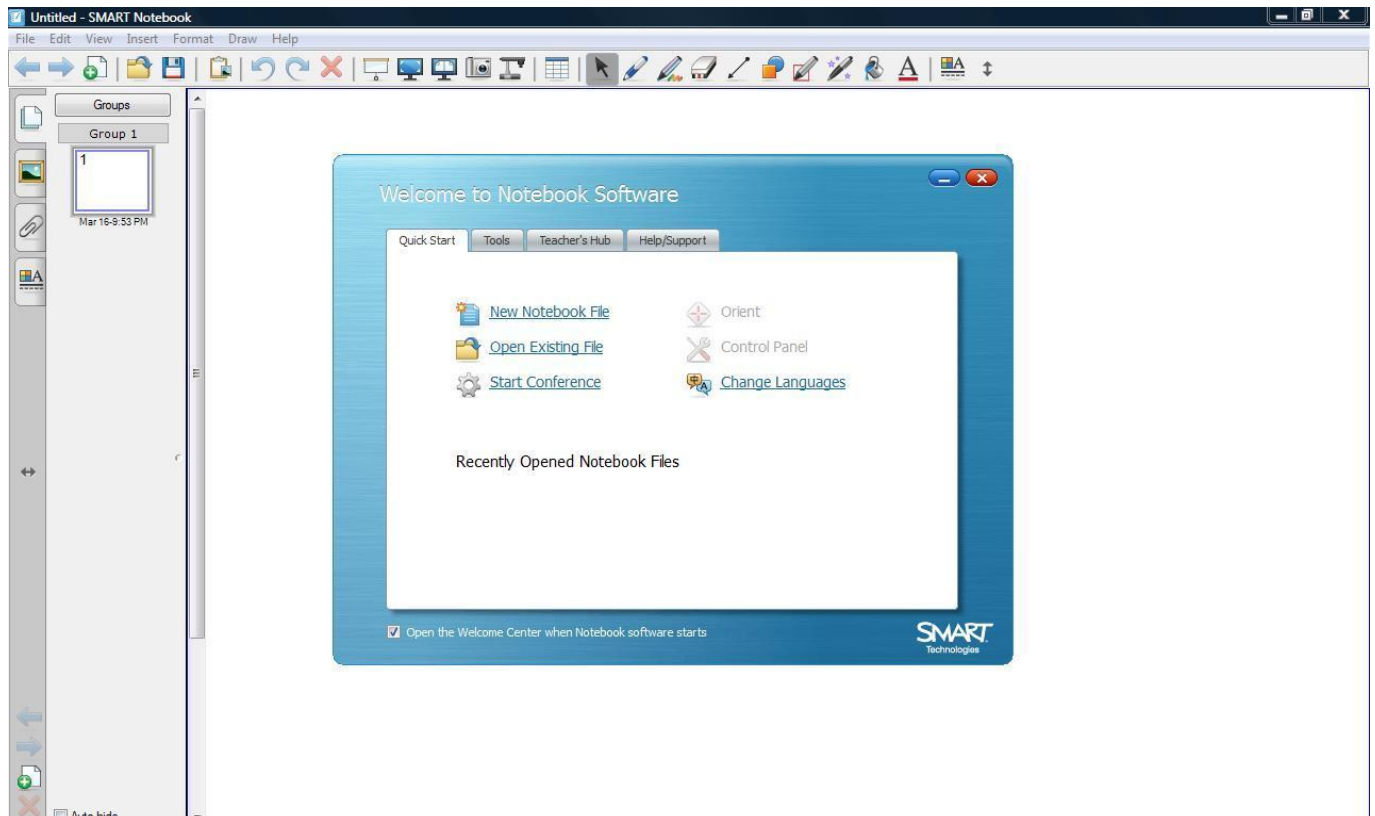 Untitled - SMART Notebook
File Edit View Insert Format Draw Help
Groups
Group 1
1
Mar 16-9:53 PM
Welcome to Notebook Software
Quick Start Tools Teacher's Hub Help/Support
New Notebook File Orient
Open Existing File Control Panel
Start Conference Change Languages
Recently Opened Notebook Files
Open the Welcome Center when Notebook software starts
SMART
Technologies
Auto hide